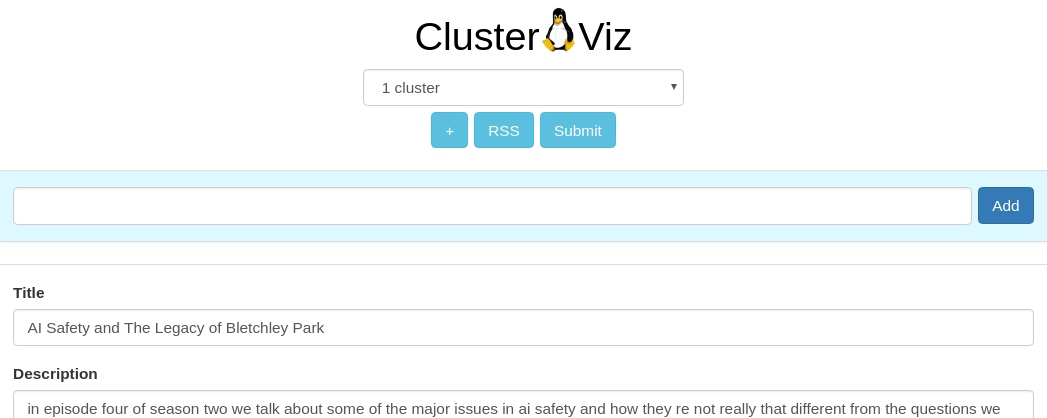 Cluster Viz
1 cluster
+ RSS Submit
Add
Title
AI Safety and The Legacy of Bletchley Park
Description
in episode four of season two we talk about some of the major issues in ai safety and how they re not really that different from the questions we